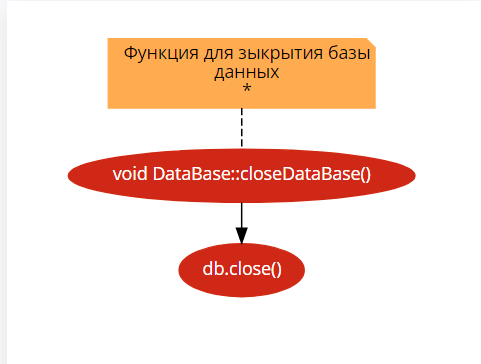 Функция для зыкрытия базы
данных
*
void DataBase::closeDataBase()
db.close()